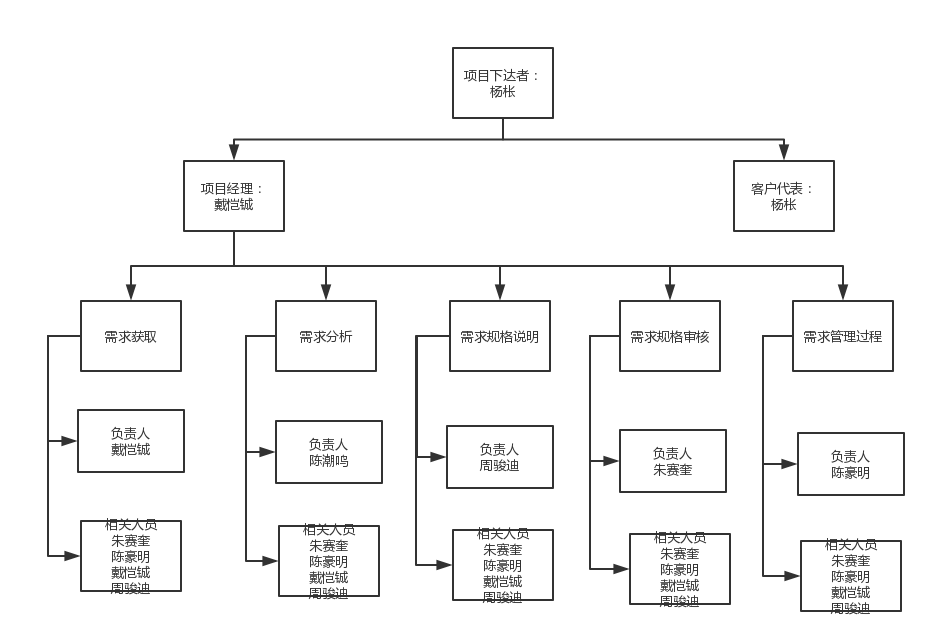 项目下达者：
杨枨
项目经理：
戴恺铖
客户代表：
杨枨
需求获取
需求分析
需求规格说明
需求规格审核
需求管理过程
负责人
戴恺铖
负责人
陈潮鸣
负责人
周骏迪
负责人
朱赛奎
负责人
陈豪明
相关人员
朱赛奎
陈豪明
戴恺铖
周骏迪
相关人员
朱赛奎
陈豪明
戴恺铖
周骏迪
相关人员
朱赛奎
陈豪明
戴恺铖
周骏迪
相关人员
朱赛奎
陈豪明
戴恺铖
周骏迪
相关人员
朱赛奎
陈豪明
戴恺铖
周骏迪